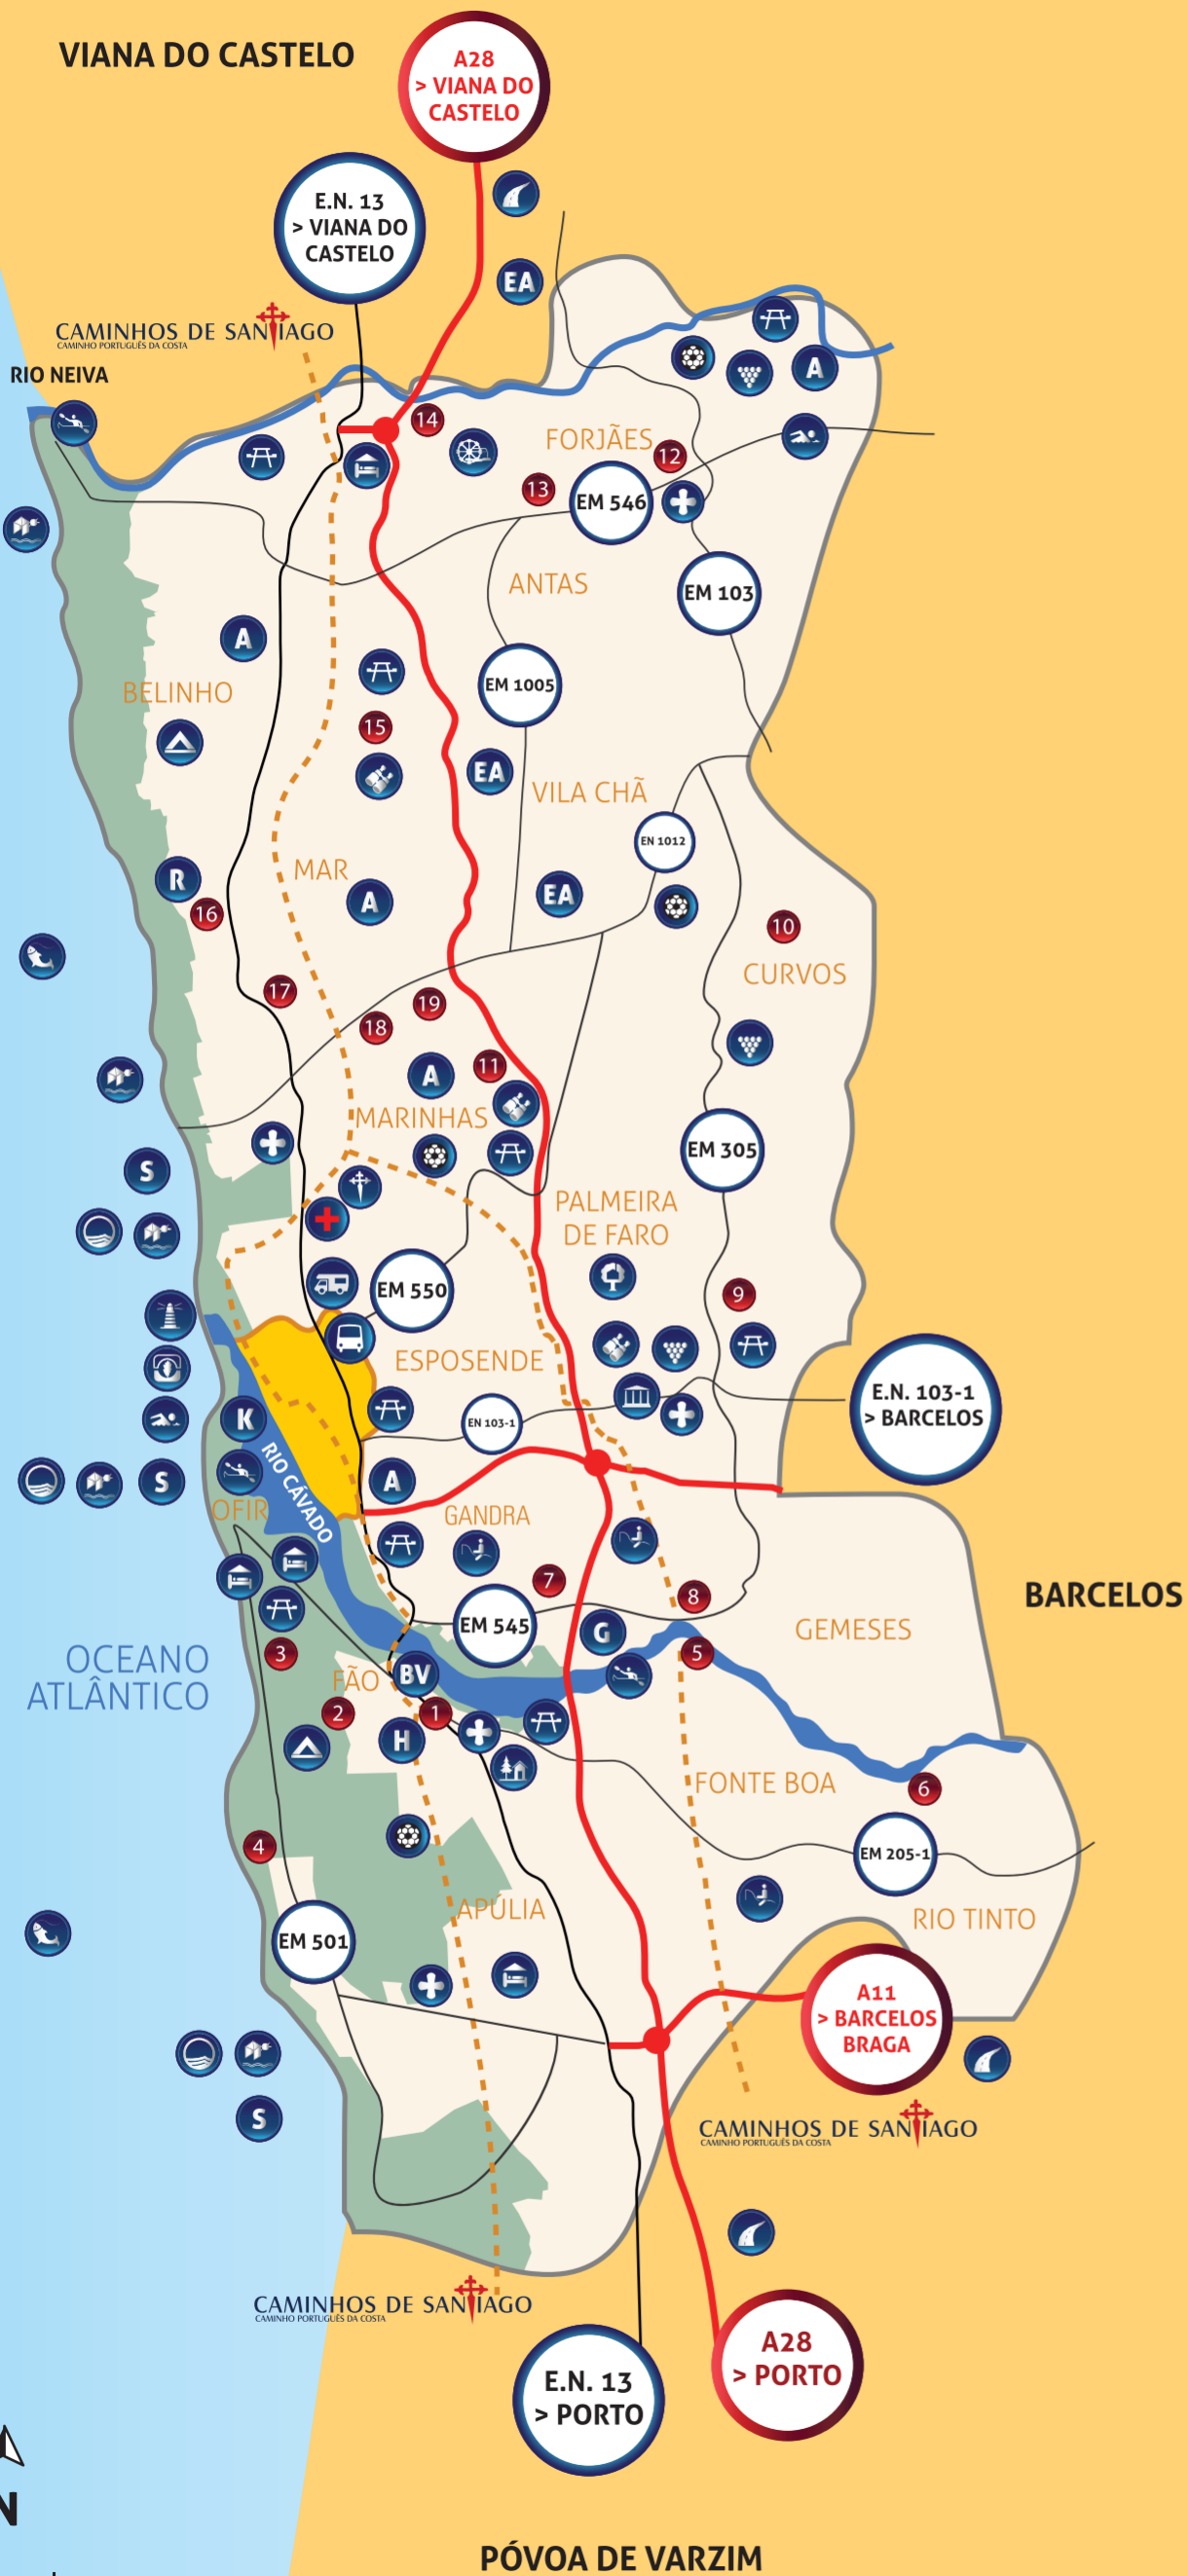 VIANA DO CASTELO
A28
> VIANA DO
CASTELO
E.N. 13
> VIANA DO
CASTELO
EA
CAMINHOS DE SANTIAGO
CAMINHO PORTUGUÊS DA COSTA
RIO NEIVA
A
14
FORJÃES
12
13
EM 546
ANTAS
EM 103
A
BELINHO
EM 1005
15
EA
VILA CHÃ
EN 1012
MAR
R
A
EA
16
10
CURVOS
17
19
18
11
A
MARINHAS
EM 305
S
PALMEIRA
DE FARO
EM 550
9
ESPOSENDE
E.N. 103-1
> BARCELOS
K
EN 103-1
RIO CÁVADO
S
A
OFIR
GANDRA
7
8
BARCELOS
EM 545
G
GEMESES
3
5
OCEANO
ATLÂNTICO
FÃO
BV
2
1
H
FONTE BOA
6
4
EM 205-1
APÚLIA
RIO TINTO
EM 501
A11
> BARCELOS
BRAGA
S
CAMINHOS DE SANTIAGO
CAMINHO PORTUGUÊS DA COSTA
CAMINHOS DE SANTIAGO
CAMINHO PORTUGUÊS DA COSTA
A28
> PORTO
E.N. 13
> PORTO
N
PÓVOA DE VARZIM